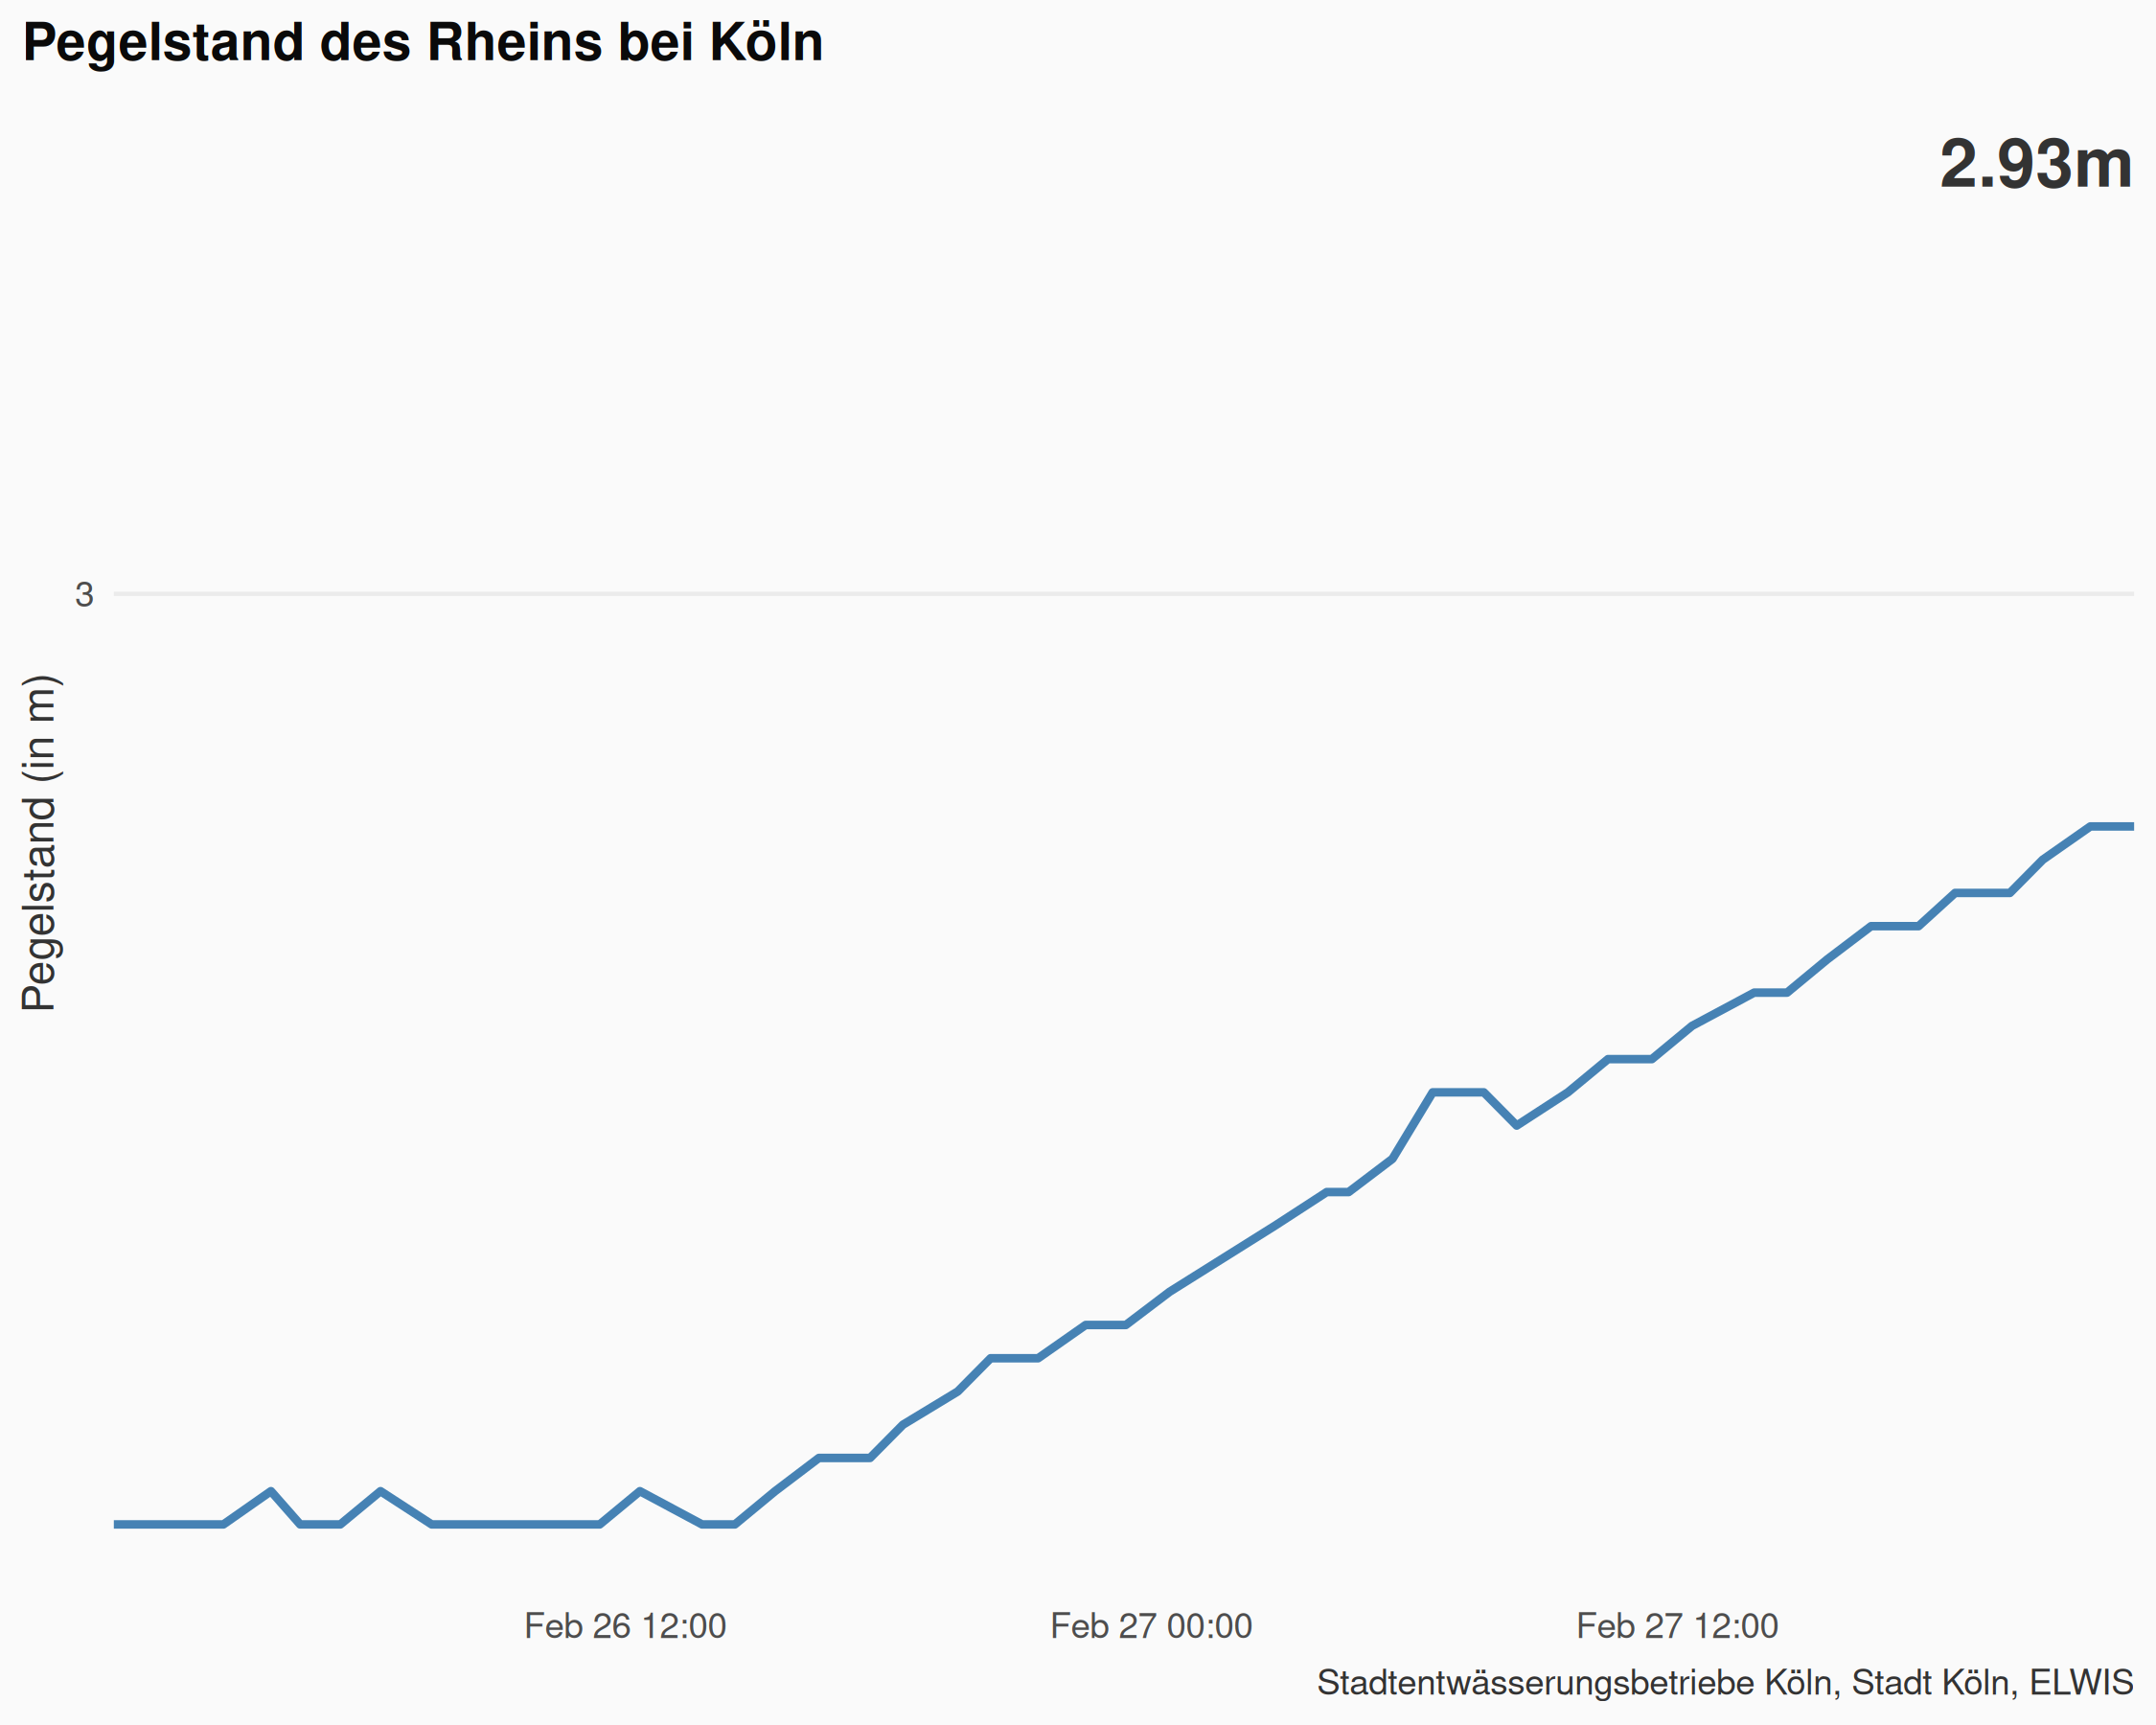 Pegelstand des Rheins bei Köln
2.93m
3
Pegelstand (in m)
Feb 26 12:00
Feb 27 00:00
Feb 27 12:00
Stadtentwässerungsbetriebe Köln, Stadt Köln, ELWIS